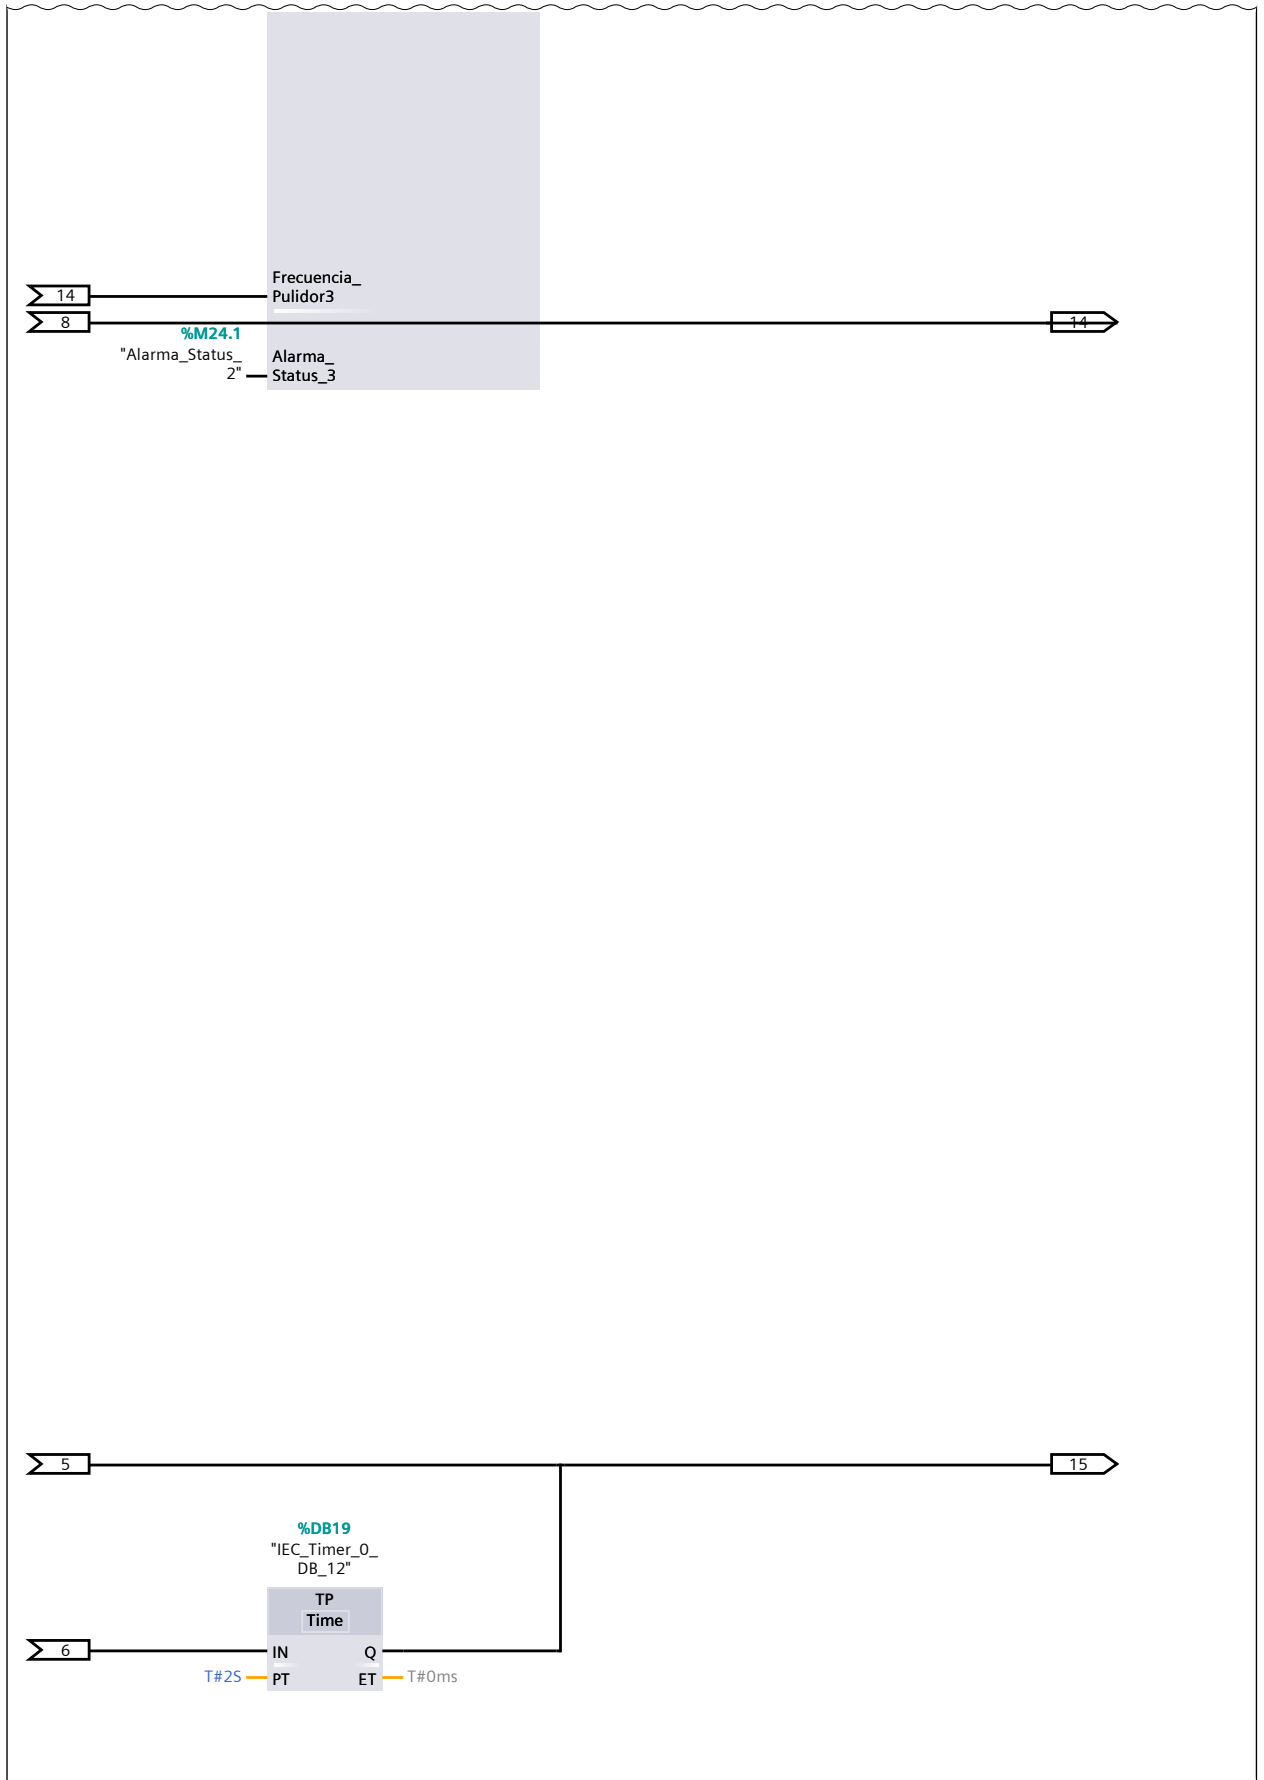 Frecuencia_
14
Pulidor3
8
14
%M24.1
"Alarma_Status_
2"
Alarma_
Status_3
5
15
%DB19
"IEC_Timer_0_
DB_12"
TP
Time
6
IN
Q
T#2S
PT
ET
T#0ms